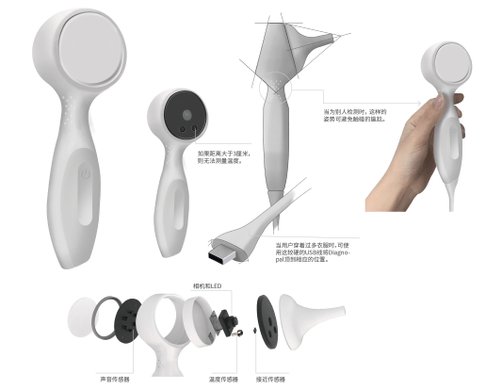 当为别人检测时，这样的
姿势可避免触碰的尴尬。
如果距离大于3厘米，
则无法测量温度。
当用户穿着过多衣服时，可使
用这较硬的USB线将Diagno-
pel顶到相应的位置。
相机和LED
声音传感器
温度传感器
接近传感器